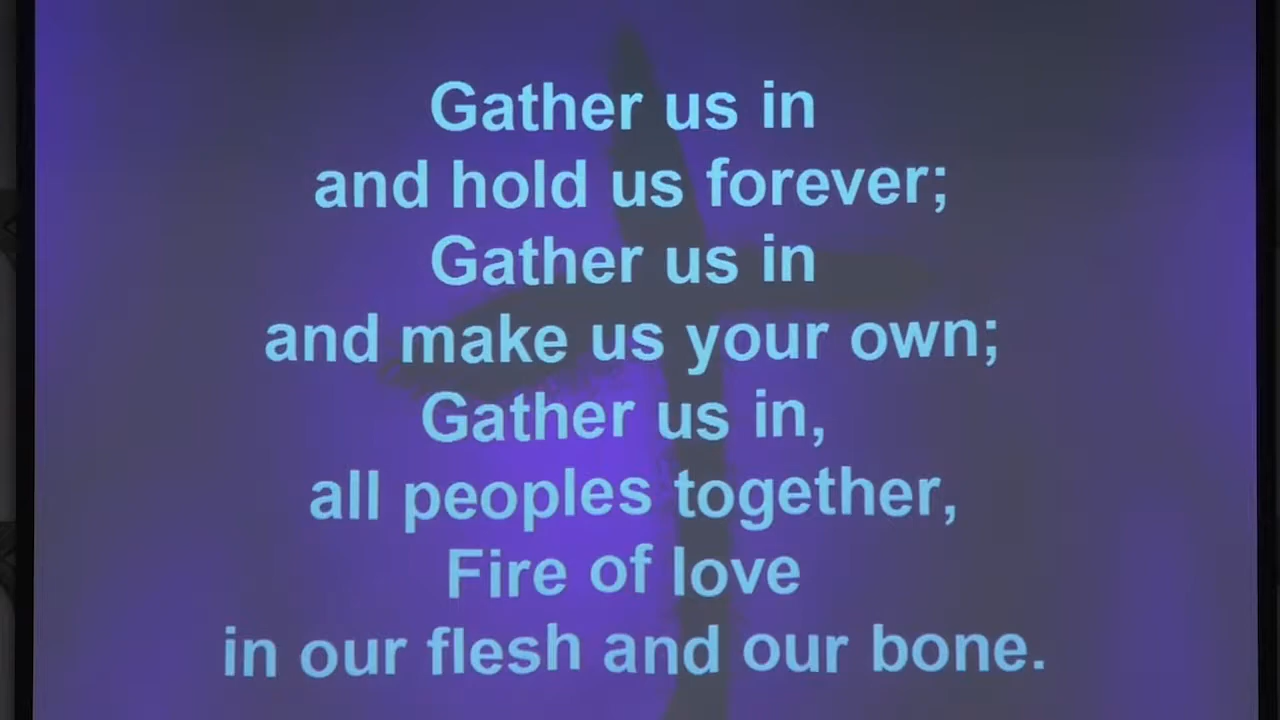 Gather us in
and hold us forever;
Gather us in
and make us your own;
Gather us in,
all peoples together,
Fire of love
in our flesh and our bone.